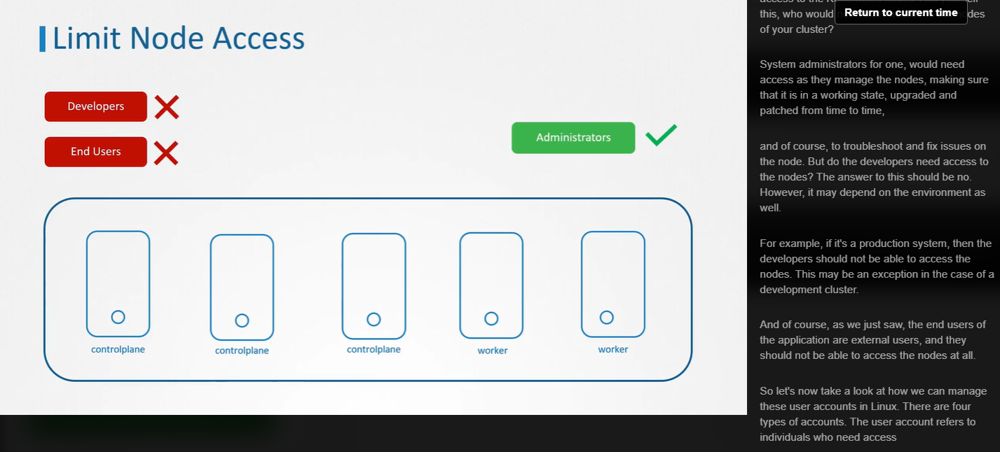 Limit Node Access
Developers
End Users
Administrators
controlplane
controlplane
controlplane
worker
worker
Return to current time
this, who would
of your cluster?
System administrators for one, would need
access as they manage the nodes, making sure
that it is in a working state, upgraded and
patched from time to time,
and of course, to troubleshoot and fix issues on
the node. But do the developers need access to
the nodes? The answer to this should be no.
However, it may depend on the environment as
well.
For example, if it's a production system, then the
developers should not be able to access the
nodes. This may be an exception in the case of a
development cluster.
And of course, as we just saw, the end users of
the application are external users, and they
should not be able to access the nodes at all.
So let's now take a look at how we can manage
these user accounts in Linux. There are four
types of accounts. The user account refers to
individuals who need access